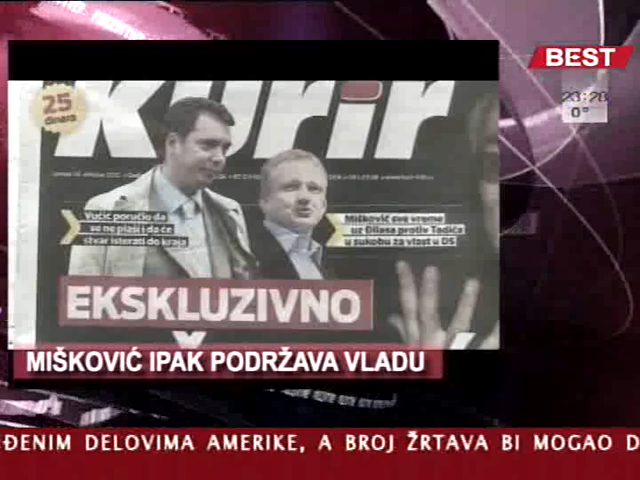 BEST
23:20
0°
25
dinara
kurir
Vučić poručio da
se ne plaši i da će
stvar isterati do kraja
Mišković sve vreme
uz Đilasa protiv Tadića
u sukobu za vlast u DS
EKSKLUZIVNO
MIŠKOVIĆ IPAK PODRŽAVA VLADU
ĐENIM DELOVIMA AMERIKE, A BROJ ŽRTAVA BI MOGAO D